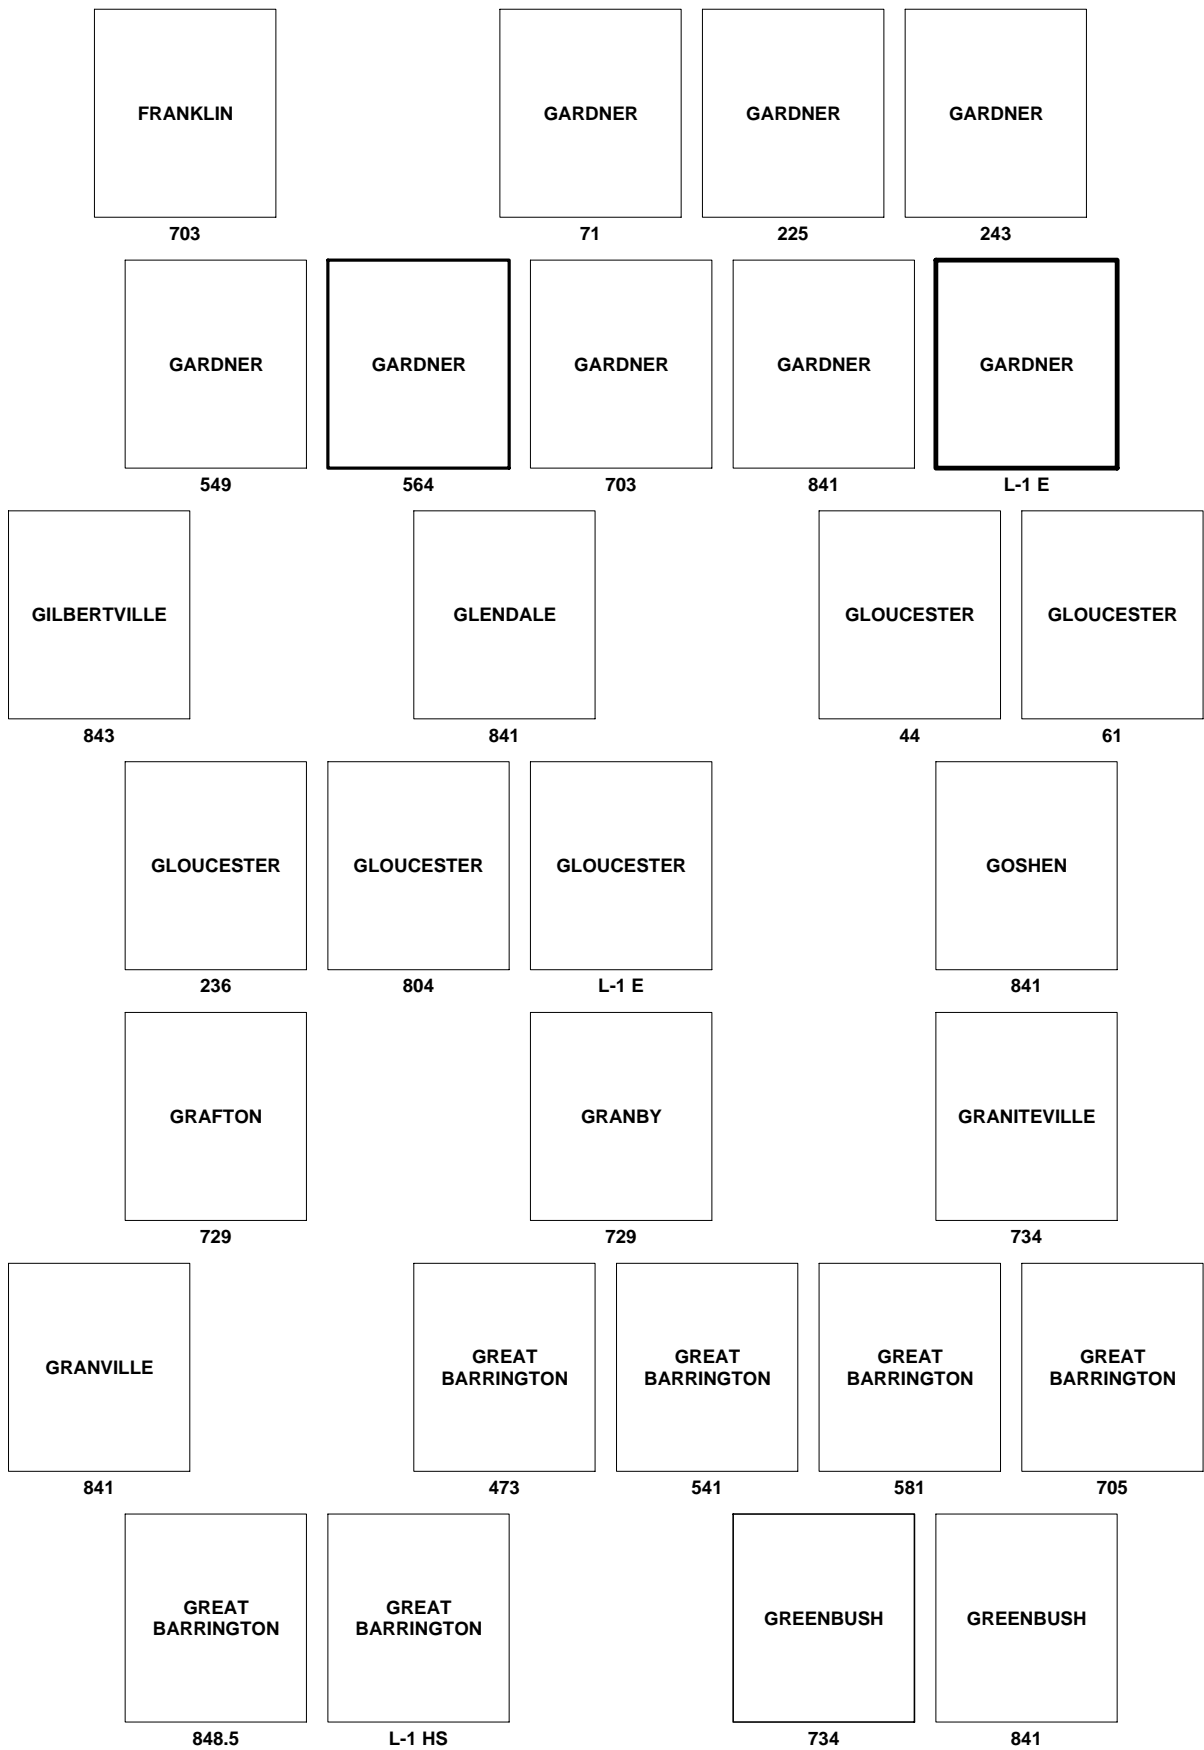 FRANKLIN GARDNER GARDNER GARDNER
703 71 225 243
GARDNER GARDNER GARDNER GARDNER GARDNER
549 564 703 841 L-1 E
GILBERTVILLE GLENDALE GLOUCESTER GLOUCESTER
843 841 44 61
GLOUCESTER GLOUCESTER GLOUCESTER GOSHEN
236 804 L-1 E 841
GRAFTON GRANBY GRANITEVILLE
729 729 734
GRANVILLE
GREAT GREAT GREAT GREAT
BARRINGTON BARRINGTON BARRINGTON BARRINGTON
841 473 541 581 705
GREAT GREAT
BARRINGTON BARRINGTON
GREENBUSH GREENBUSH
848.5 L-1 HS 734 841